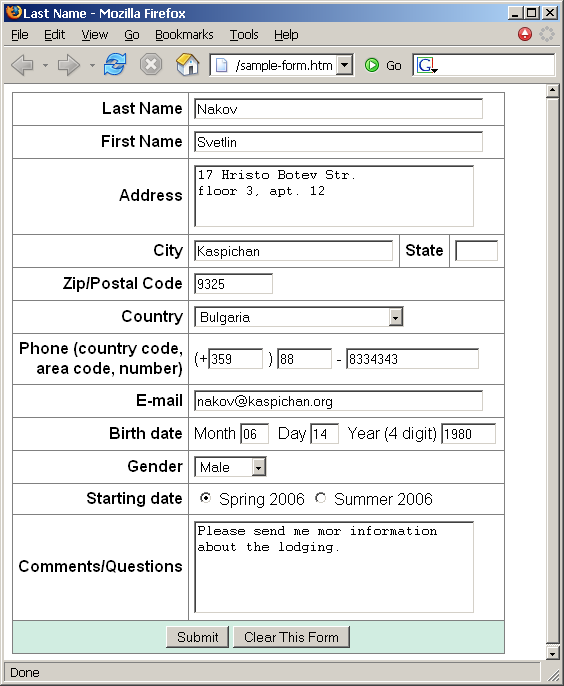 Last Name - Mozilla Firefox
File Edit View Go Bookmarks Tools Help
/sample-form.htm Go G
Last Name Nakov
First Name Svetlin
Address
17 Hristo Botev Str.
floor 3, apt. 12
City Kaspichan State
Zip/Postal Code 9325
Country Bulgaria
Phone (country code,
area code, number)
(+359 ) 88 - 8334343
E-mail nakov@kaspichan.org
Birth date Month 06 Day 14 Year (4 digit) 1980
Gender Male
Starting date Spring 2006 Summer 2006
Comments/Questions
Please send me mor information
about the lodging.
Submit Clear This Form
Done